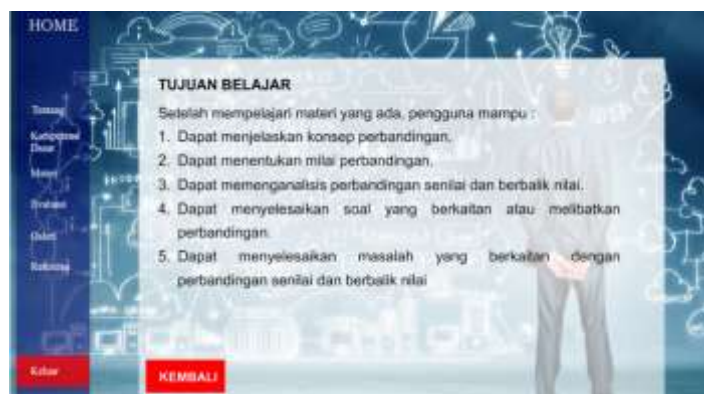 HOME
Tentang
Kompetensi
Dasar
Materi
Evaluasi
Galeri
Keluar
TUJUAN BELAJAR
Setelah mempelajari materi yang ada, pengguna mampu :
1. Dapat menjelaskan konsep perbandingan.
2. Dapat menentukan milai perbandingan.
3. Dapat memenganalisis perbandingan senilai dan berbalik nilai.
4. Dapat menyelesaikan soal yang berkaitan atau melibatkan
perbandingan.
5. Dapat menyelesaikan masalah yang berkaitan dengan
perbandingan senilai dan berbalik nilai
KEMBALI